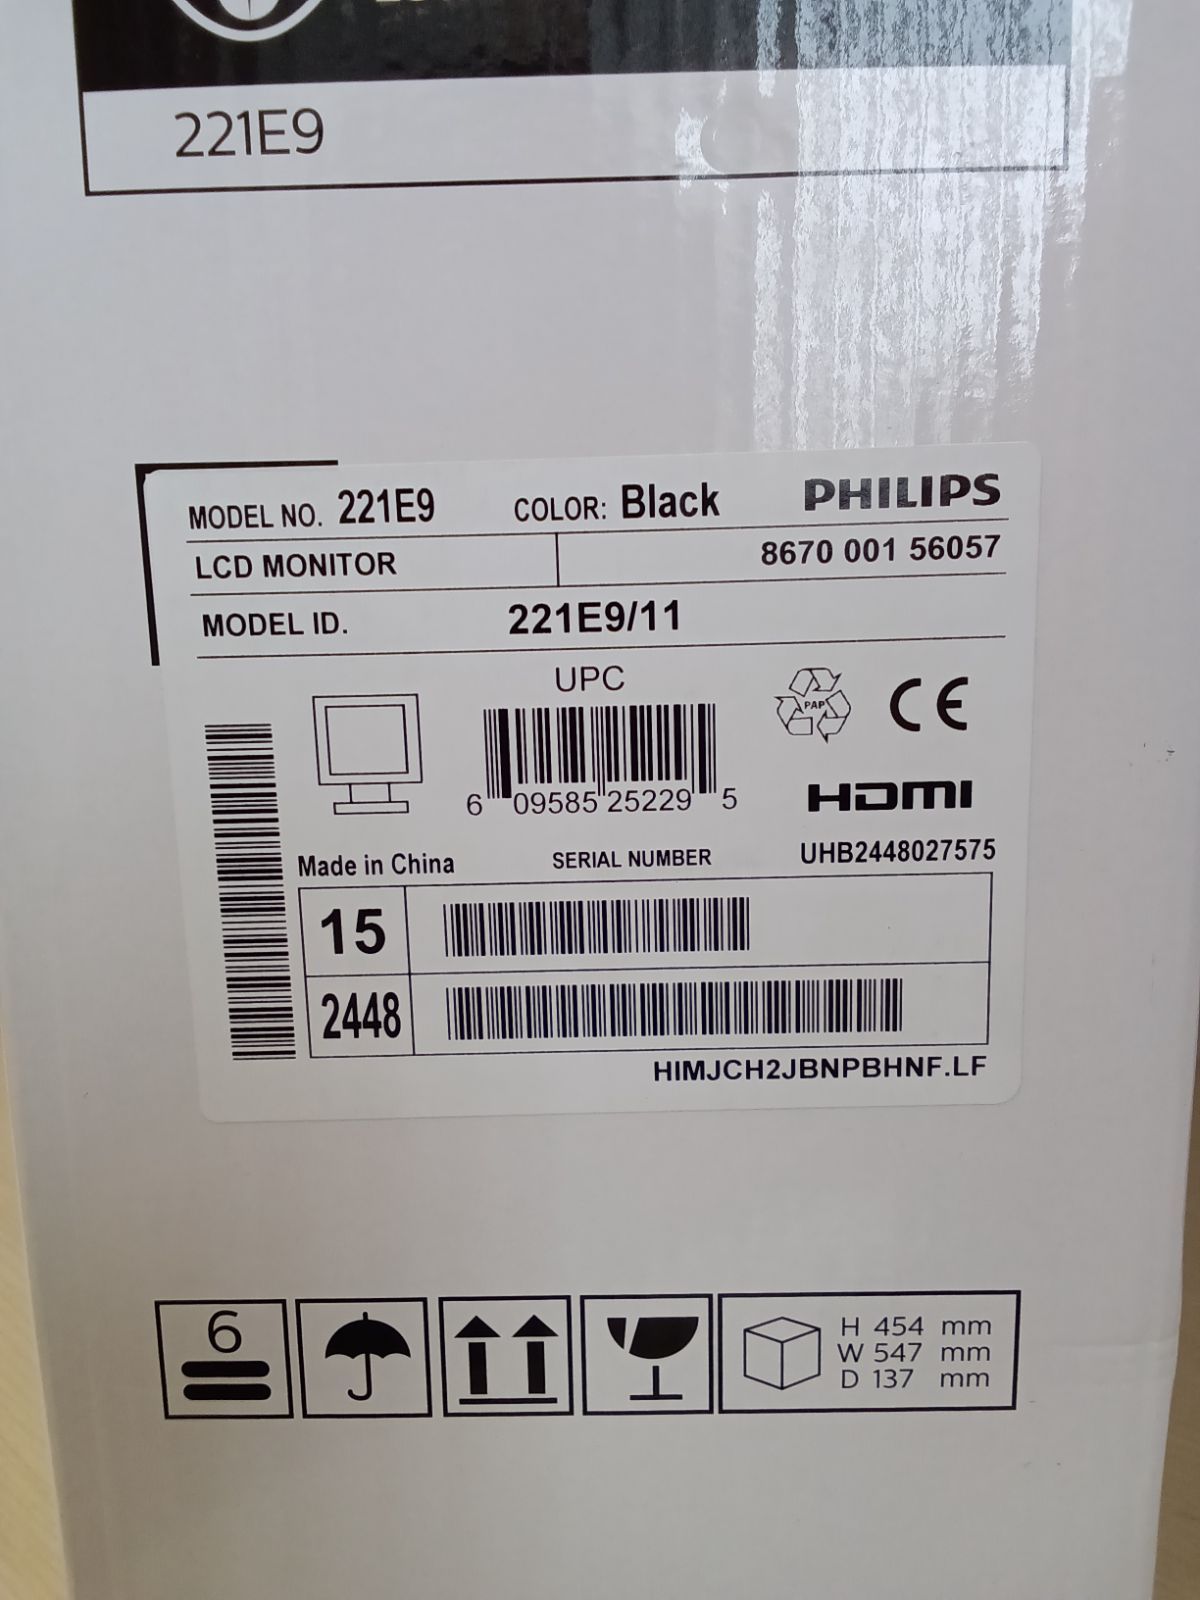 221E9
MODEL NO. 221E9 COLOR: Black PHILIPS
LCD MONITOR 8670 001 56057
MODEL ID. 221E9/11
UPC
PAP
CE
6 09585 25229 5
HDMI
Made in China SERIAL NUMBER UHB2448027575
15
2448
HIMJCH2JBNPBHNF.LF
6
H 454 mm
W 547 mm
D 137 mm